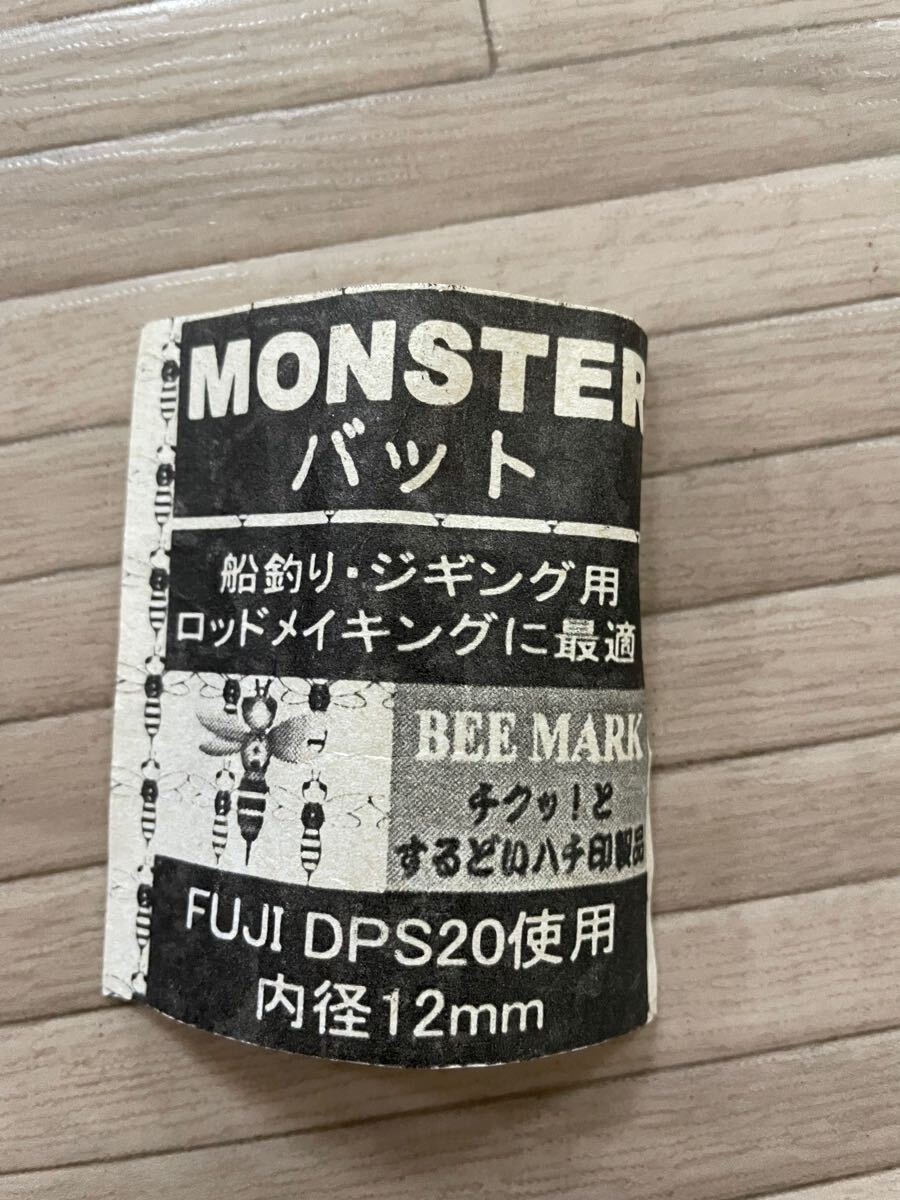 MONSTER
バット
船釣り・ジギング用
ロッドメイキングに最適
BEE MARK
チクッ!と
するどいハチ印製品
FUJI DPS20使用
内径12mm